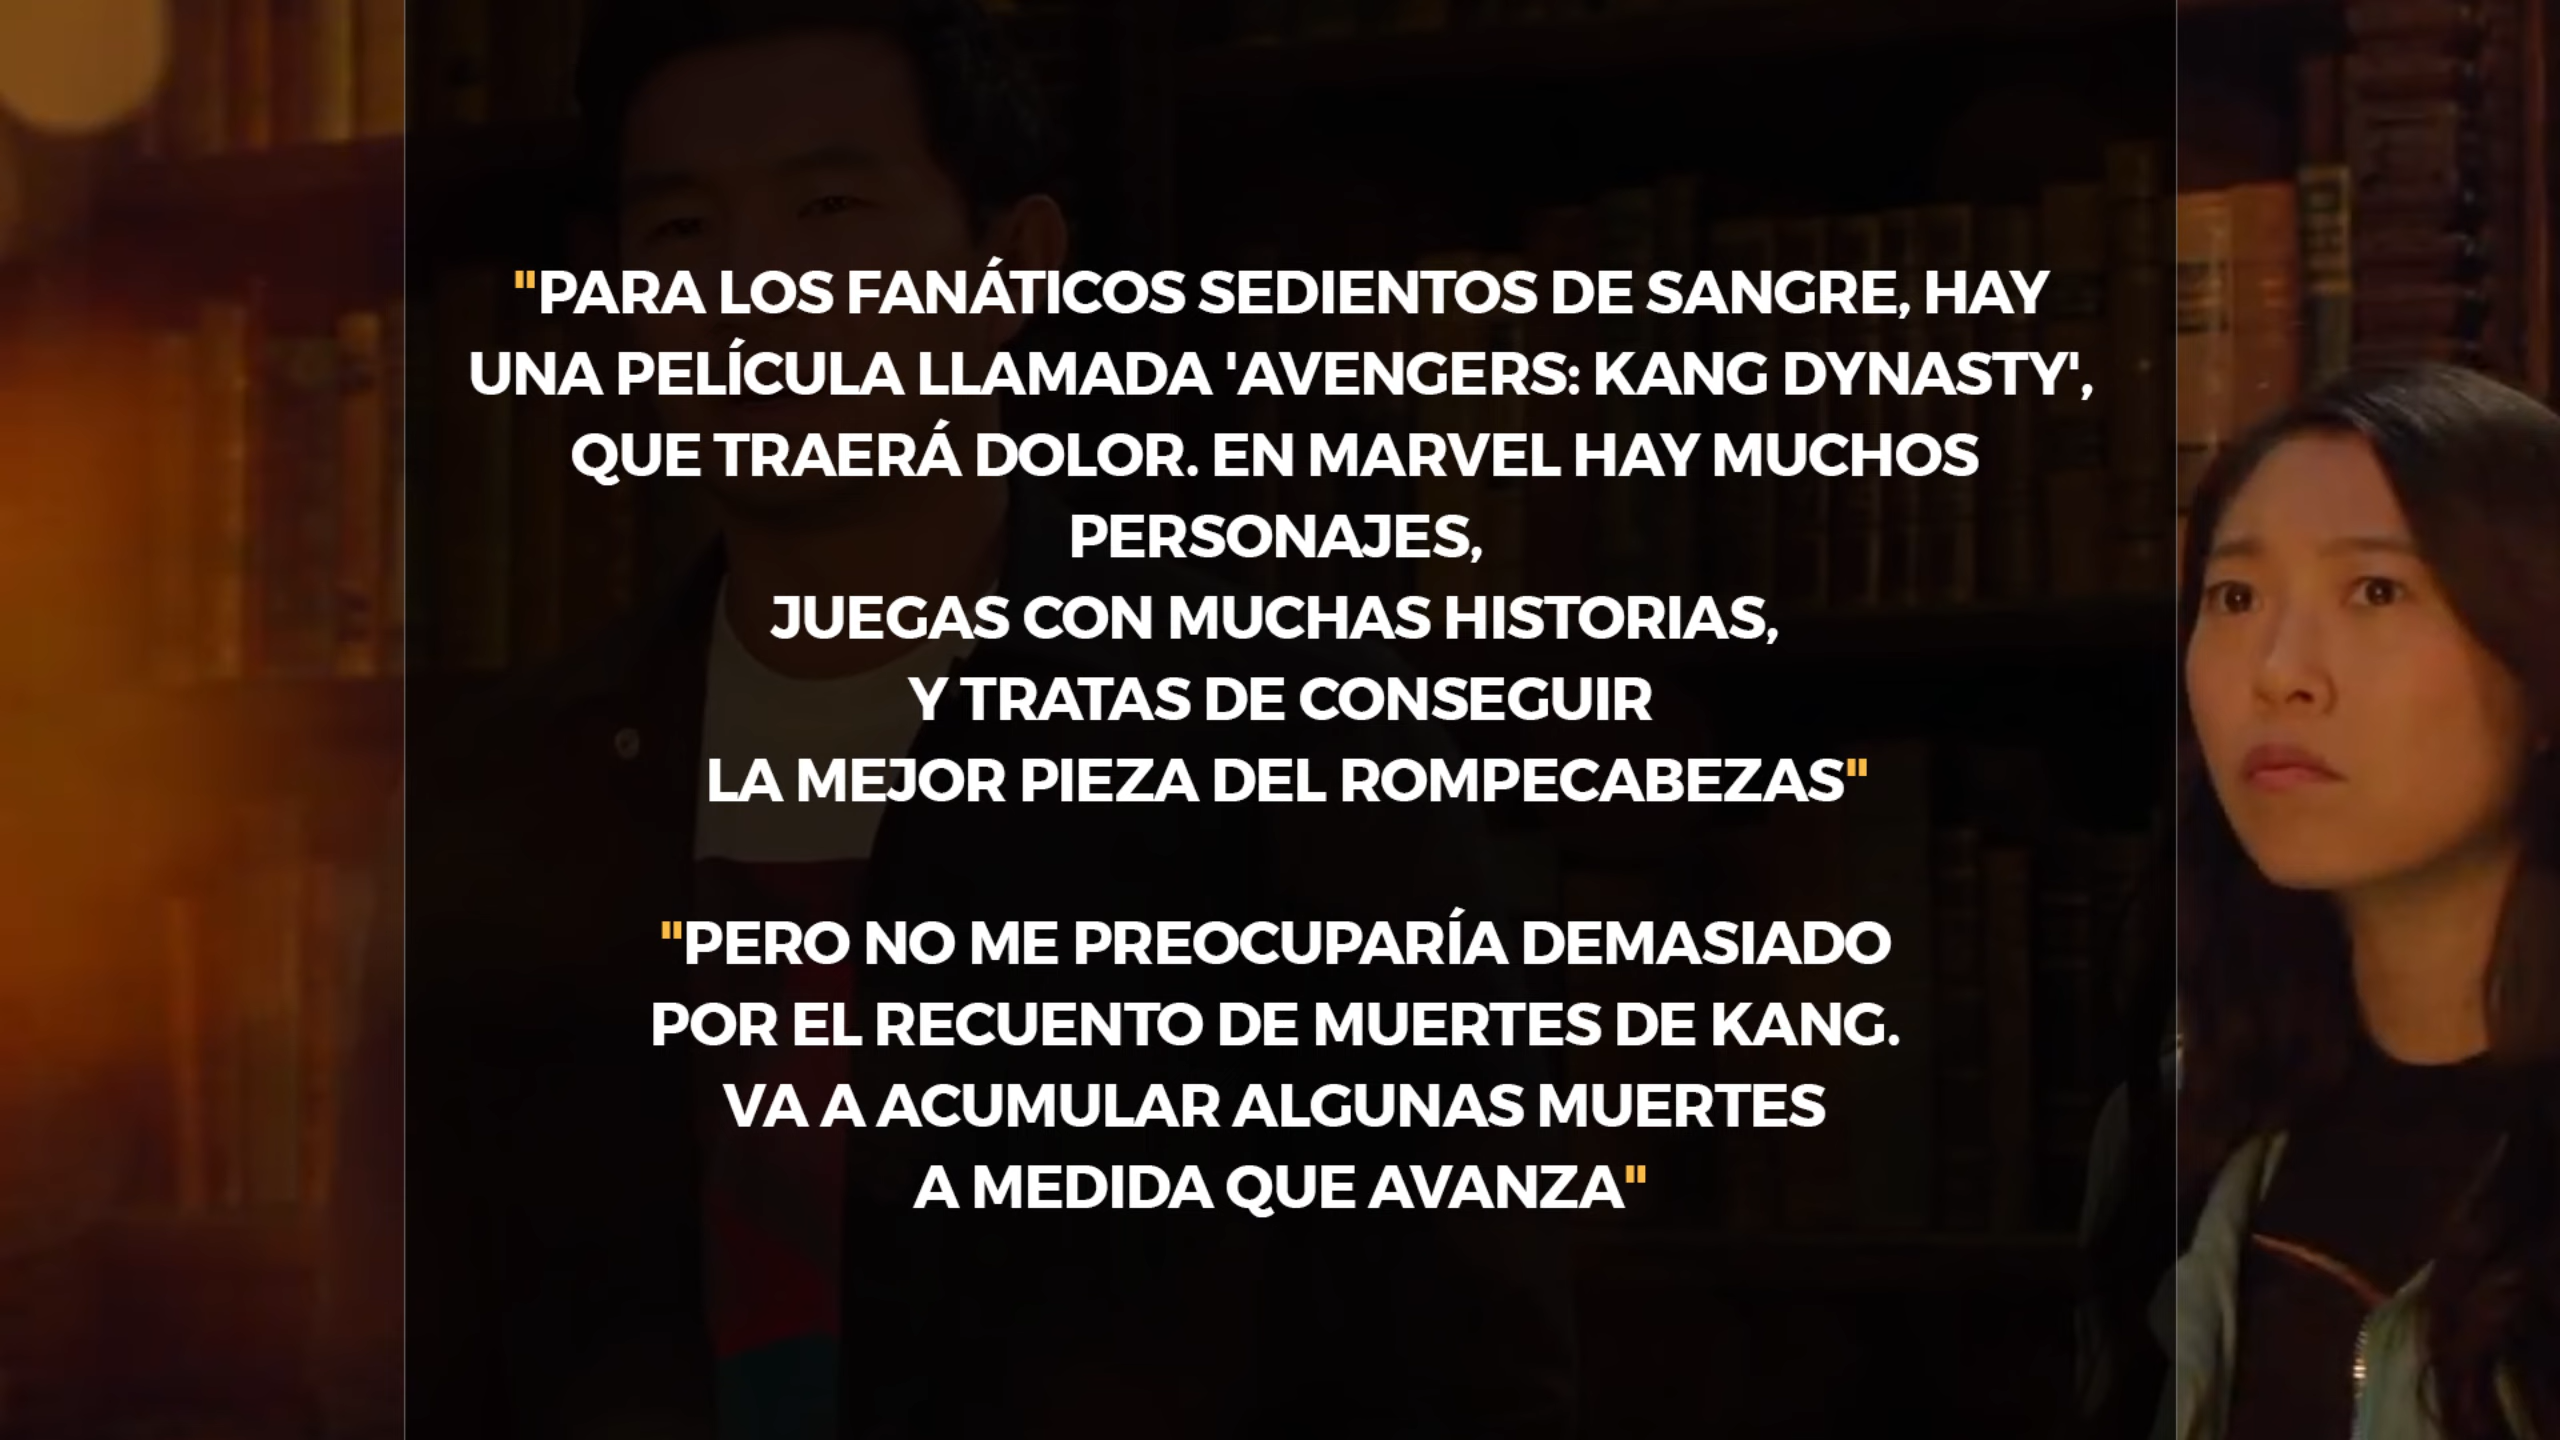 "PARA LOS FANÁTICOS SEDIENTOS DE SANGRE, HAY
UNA PELÍCULA LLAMADA 'AVENGERS: KANG DYNASTY',
QUE TRAERÁ DOLOR. EN MARVEL HAY MUCHOS
PERSONAJES,
JUEGAS CON MUCHAS HISTORIAS,
Y TRATAS DE CONSEGUIR
LA MEJOR PIEZA DEL ROMPECABEZAS"
"PERO NO ME PREOCUPARÍA DEMASIADO
POR EL RECUENTO DE MUERTES DE KANG.
VA A ACUMULAR ALGUNAS MUERTES
A MEDIDA QUE AVANZA"